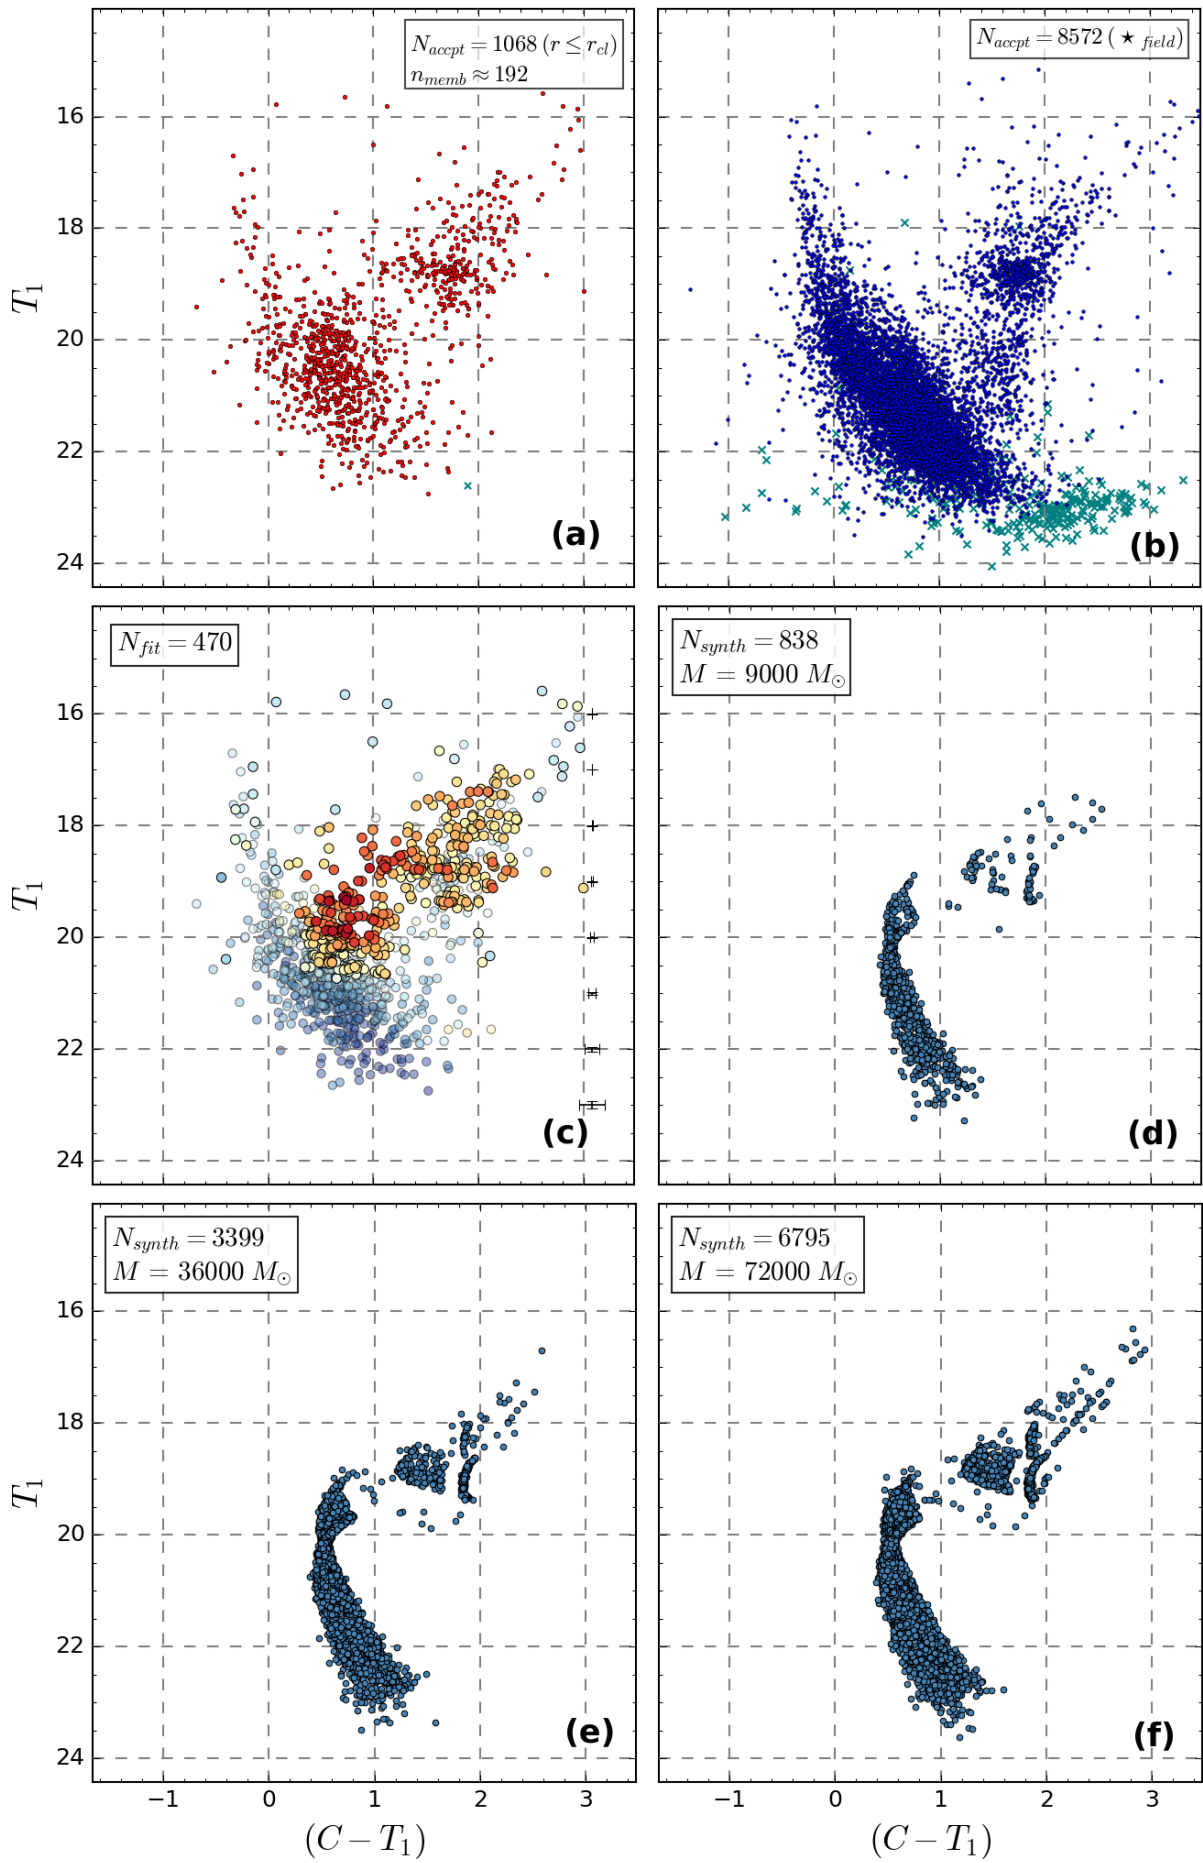 N_accpt = 1068 (r ≤ r_cl)
n_memb ≈ 192
N_accpt = 8572 (★ field)
16
18
T_1
20
22
24
(a)
(b)
N_fit = 470
N_synth = 838
M = 9000 M_⊙
16
18
T_1
20
22
24
(c)
(d)
N_synth = 3399
M = 36000 M_⊙
N_synth = 6795
M = 72000 M_⊙
16
18
T_1
20
22
24
(e)
(f)
−1 0 1 2 3
−1 0 1 2 3
(C − T_1)
(C − T_1)